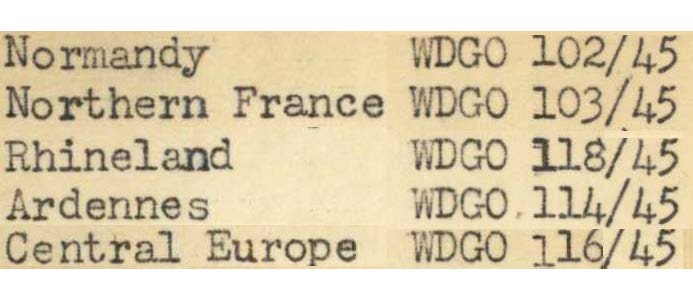 Normandy WDGO 102/45
Northern France WDGO 103/45
Rhineland WDGO 118/45
Ardennes WDGO 114/45
Central Europe WDGO 116/45